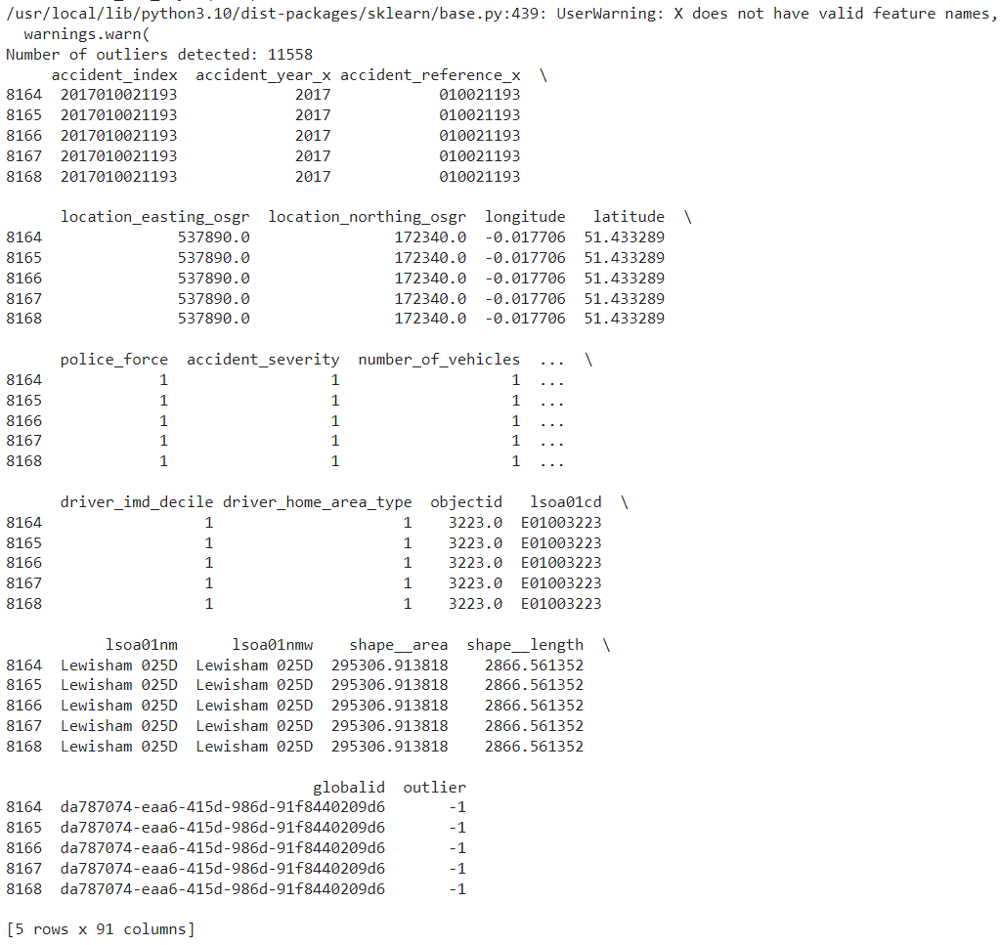 /usr/local/lib/python3.10/dist-packages/sklearn/base.py:439: UserWarning: X does not have valid feature names,
  warnings.warn(
Number of outliers detected: 11558
     accident_index  accident_year_x accident_reference_x  \
8164  2017010021193             2017            010021193
8165  2017010021193             2017            010021193
8166  2017010021193             2017            010021193
8167  2017010021193             2017            010021193
8168  2017010021193             2017            010021193

      location_easting_osgr  location_northing_osgr  longitude   latitude  \
8164               537890.0                172340.0  -0.017706  51.433289
8165               537890.0                172340.0  -0.017706  51.433289
8166               537890.0                172340.0  -0.017706  51.433289
8167               537890.0                172340.0  -0.017706  51.433289
8168               537890.0                172340.0  -0.017706  51.433289

      police_force  accident_severity  number_of_vehicles  ...  \
8164             1                  1                   1  ...
8165             1                  1                   1  ...
8166             1                  1                   1  ...
8167             1                  1                   1  ...
8168             1                  1                   1  ...

      driver_imd_decile driver_home_area_type  objectid   lsoa01cd  \
8164                  1                     1    3223.0  E01003223
8165                  1                     1    3223.0  E01003223
8166                  1                     1    3223.0  E01003223
8167                  1                     1    3223.0  E01003223
8168                  1                     1    3223.0  E01003223

           lsoa01nm      lsoa01nmw    shape__area  shape__length  \
8164  Lewisham 025D  Lewisham 025D  295306.913818    2866.561352
8165  Lewisham 025D  Lewisham 025D  295306.913818    2866.561352
8166  Lewisham 025D  Lewisham 025D  295306.913818    2866.561352
8167  Lewisham 025D  Lewisham 025D  295306.913818    2866.561352
8168  Lewisham 025D  Lewisham 025D  295306.913818    2866.561352

                                  globalid  outlier
8164  da787074-eaa6-415d-986d-91f8440209d6       -1
8165  da787074-eaa6-415d-986d-91f8440209d6       -1
8166  da787074-eaa6-415d-986d-91f8440209d6       -1
8167  da787074-eaa6-415d-986d-91f8440209d6       -1
8168  da787074-eaa6-415d-986d-91f8440209d6       -1

[5 rows x 91 columns]